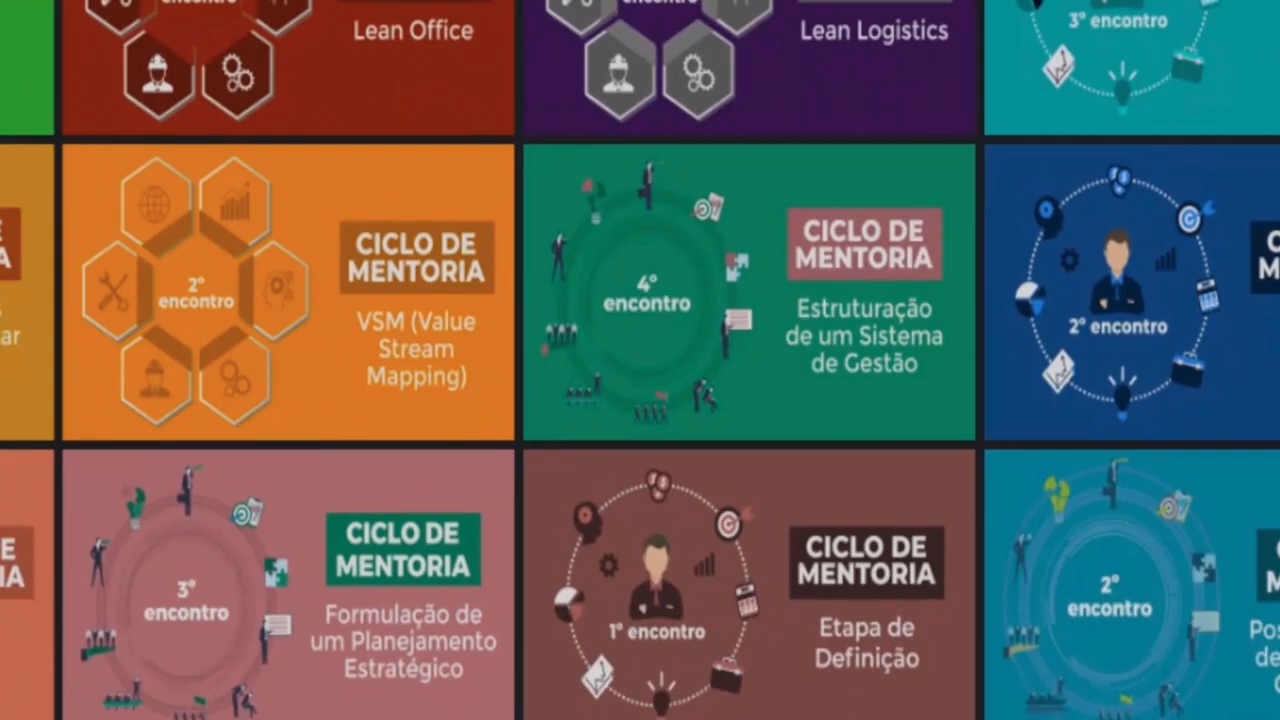 encontro
Lean Office
encontro
Lean Logistics
3º encontro
CICLO DE
MENTORIA
2º
encontro
VSM (Value
Stream
Mapping)
4º
encontro
CICLO DE
MENTORIA
Estruturação
de um Sistema
de Gestão
2º encontro
3º
encontro
CICLO DE
MENTORIA
Formulação de
um Planejamento
Estratégico
1º encontro
CICLO DE
MENTORIA
Etapa de
Definição
2º
encontro